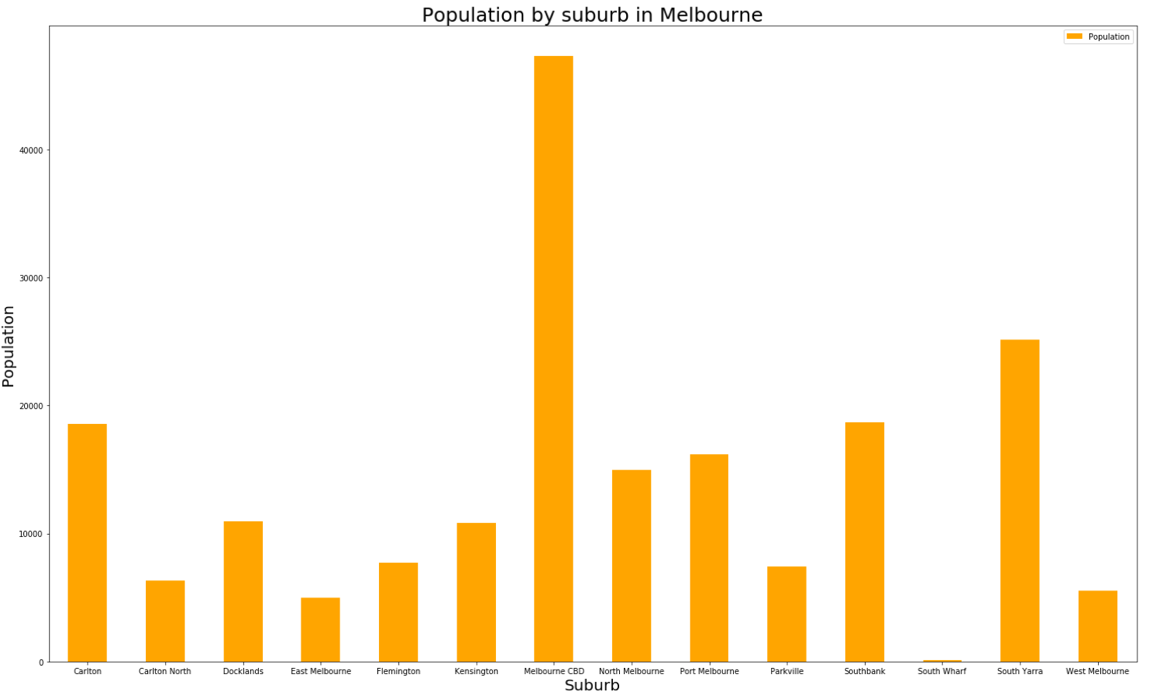 Population by suburb in Melbourne
Population
40000
30000
20000
10000
0
Population
Carlton Carlton North Docklands East Melbourne Flemington Kensington Melbourne CBD North Melbourne Port Melbourne Parkville Southbank South Wharf South Yarra West Melbourne
Suburb